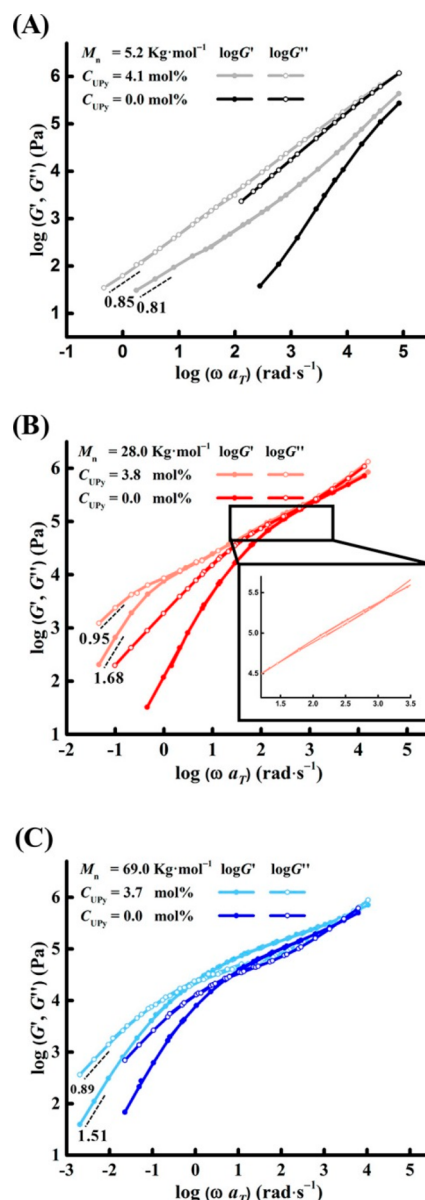 (A)
Mn = 5.2 Kg·mol⁻¹ logG' logG''
CUPy = 4.1 mol%
CUPy = 0.0 mol%
log (G', G'') (Pa)
6
5
4
3
2
1
0.85
0.81
-1 0 1 2 3 4 5
log (ω aT) (rad·s⁻¹)
(B)
Mn = 28.0 Kg·mol⁻¹ logG' logG''
CUPy = 3.8 mol%
CUPy = 0.0 mol%
log (G', G'') (Pa)
6
5
4
3
2
1
0.95
1.68
5.5
5.0
4.5
1.5 2.0 2.5 3.0 3.5
-2 -1 0 1 2 3 4 5
log (ω aT) (rad·s⁻¹)
(C)
Mn = 69.0 Kg·mol⁻¹ logG' logG''
CUPy = 3.7 mol%
CUPy = 0.0 mol%
log (G', G'') (Pa)
6
5
4
3
2
1
0.89
1.51
-3 -2 -1 0 1 2 3 4 5
log (ω aT) (rad·s⁻¹)